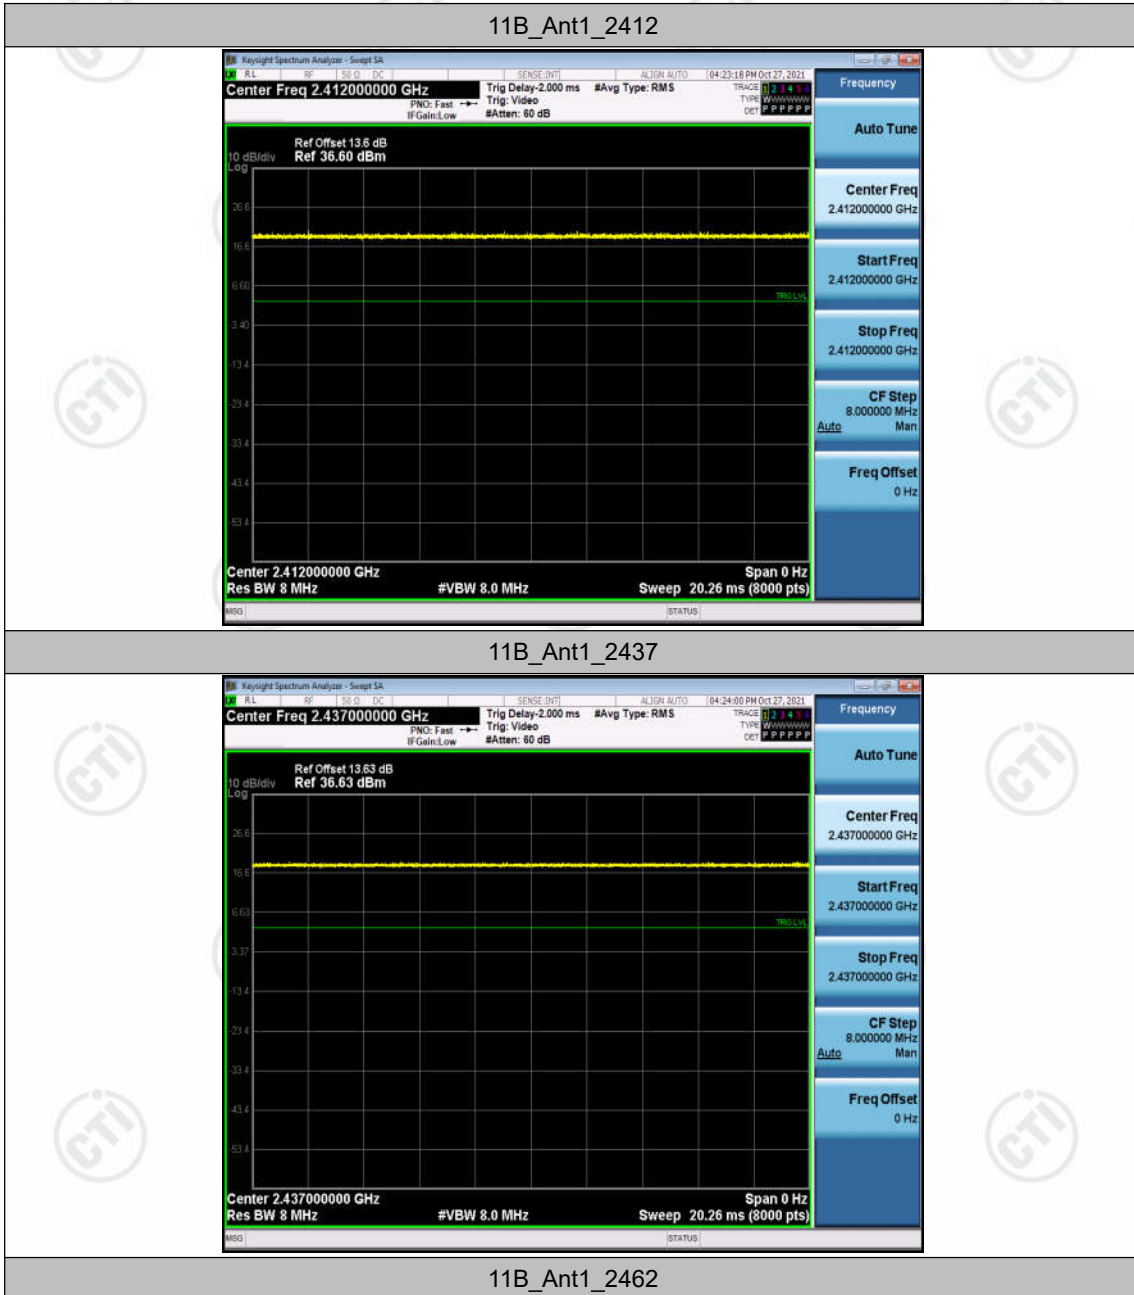 11B_Ant1_2412
Keysight Spectrum Analyzer - Swept SA
RL RF 50 Ω DC SENSE:INT ALIGN AUTO 04:23:18 PM Oct 27, 2021
Center Freq 2.412000000 GHz
PNO: Fast
IFGain:Low
Trig Delay-2.000 ms
Trig: Video
#Atten: 60 dB
#Avg Type: RMS
TRACE 1 2 3 4 5 6
TYPE WWWWWW
DET P P P P P P
Frequency
Auto Tune
Ref Offset 13.6 dB
10 dB/div Ref 36.60 dBm
Log
26.6
16.6
6.60
-3.40
-13.4
-23.4
-33.4
-43.4
-53.4
TRIG LVL
Center Freq
2.412000000 GHz
Start Freq
2.412000000 GHz
Stop Freq
2.412000000 GHz
CF Step
8.000000 MHz
Auto Man
Freq Offset
0 Hz
Center 2.412000000 GHz Span 0 Hz
Res BW 8 MHz #VBW 8.0 MHz Sweep 20.26 ms (8000 pts)
MSG STATUS
11B_Ant1_2437
Keysight Spectrum Analyzer - Swept SA
RL RF 50 Ω DC SENSE:INT ALIGN AUTO 04:24:00 PM Oct 27, 2021
Center Freq 2.437000000 GHz
PNO: Fast
IFGain:Low
Trig Delay-2.000 ms
Trig: Video
#Atten: 60 dB
#Avg Type: RMS
TRACE 1 2 3 4 5 6
TYPE WWWWWW
DET P P P P P P
Frequency
Auto Tune
Ref Offset 13.63 dB
10 dB/div Ref 36.63 dBm
Log
26.6
16.6
6.63
-3.37
-13.4
-23.4
-33.4
-43.4
-53.4
TRIG LVL
Center Freq
2.437000000 GHz
Start Freq
2.437000000 GHz
Stop Freq
2.437000000 GHz
CF Step
8.000000 MHz
Auto Man
Freq Offset
0 Hz
Center 2.437000000 GHz Span 0 Hz
Res BW 8 MHz #VBW 8.0 MHz Sweep 20.26 ms (8000 pts)
MSG STATUS
11B_Ant1_2462
CTI
CTI
CTI
CTI
CTI
CTI